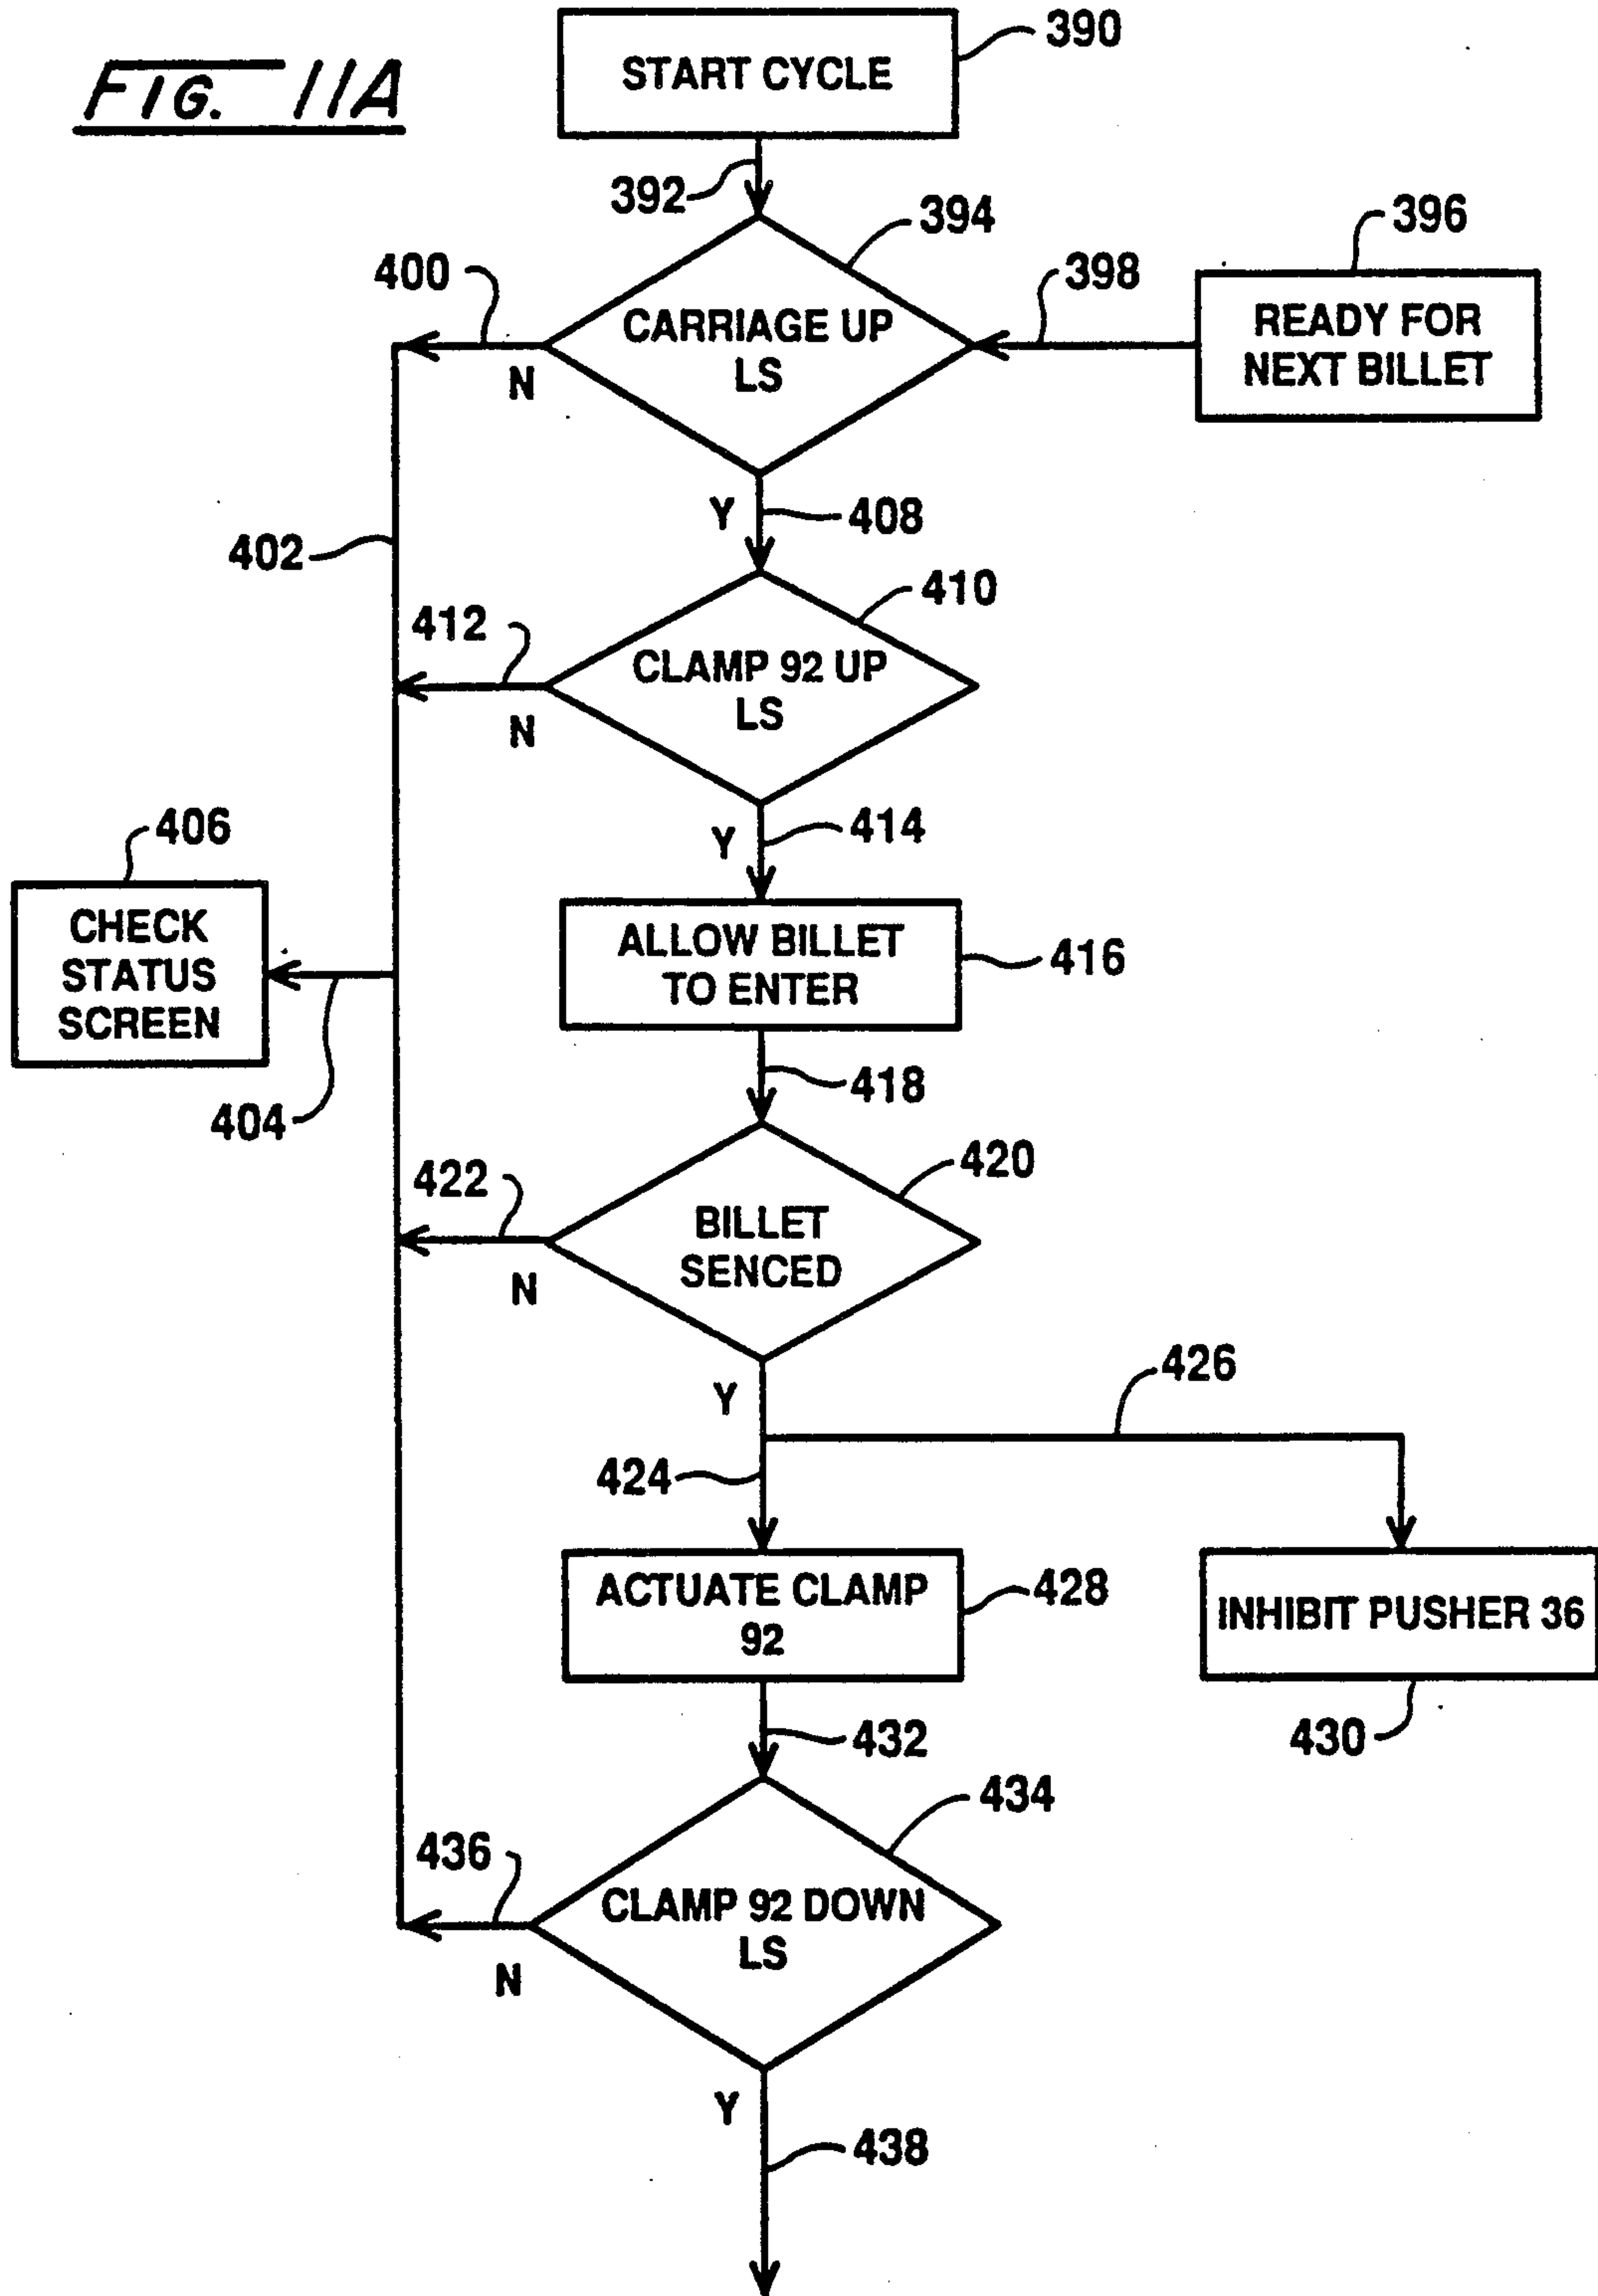 FIG. 11A
START CYCLE
390
392
394
396
400
398
CARRIAGE UP
LS
READY FOR
NEXT BILLET
N
Y
408
402
410
412
CLAMP 92 UP
LS
N
406
Y
414
CHECK
STATUS
SCREEN
ALLOW BILLET
TO ENTER
416
404
418
420
422
BILLET
SENCED
N
426
Y
424
ACTUATE CLAMP
92
428
INHIBIT PUSHER 36
432
430
434
436
CLAMP 92 DOWN
LS
N
Y
438